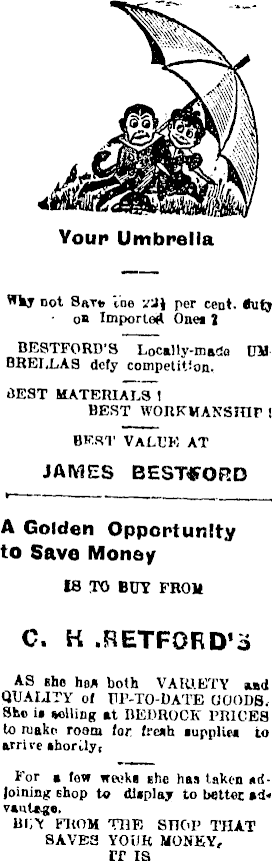 Your Umbrella
Why not Save the 22½ per cent. duty
on Imported Ones ?
BESTFORD'S Locally-made UM-
BRELLAS defy competition.
BEST MATERIALS !
BEST WORKMANSHIP !
BEST VALUE AT
JAMES BESTFORD
A Golden Opportunity
to Save Money
IS TO BUY FROM
C. H .RETFORD'S
AS she has both VARIETY and
QUALITY of UP-TO-DATE GOODS.
She is selling at BEDROCK PRICES
to make room for fresh supplies to
arrive shortly;
For a few weeks she has taken ad-
joining shop to display to better ad-
vantage.
BUY FROM THE SHOP THAT
SAVES YOUR MONEY,
IT IS